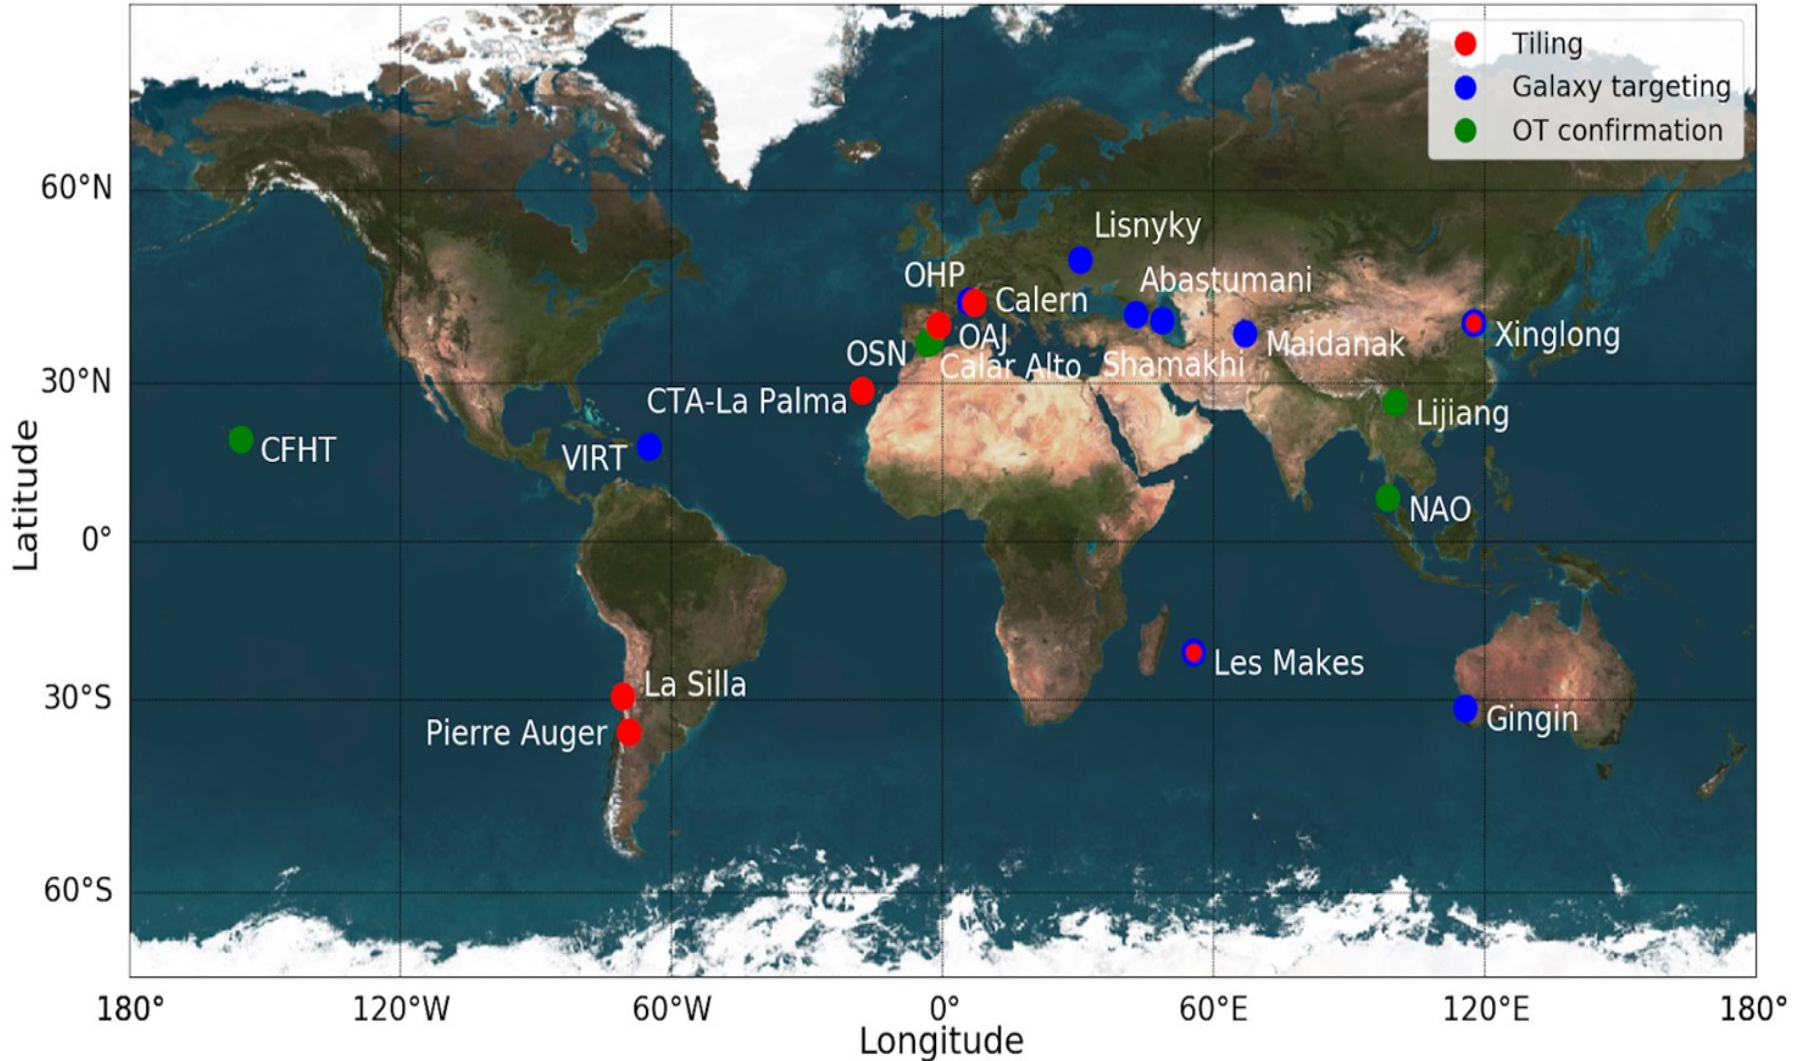 Tiling
Galaxy targeting
OT confirmation
60°N
Lisnyky
OHP
Abastumani
Calern
OSN
OAJ
Maidanak
Xinglong
Calar Alto
Shamakhi
30°N
CTA-La Palma
Lijiang
CFHT
VIRT
NAO
0°
Latitude
Les Makes
La Silla
30°S
Gingin
Pierre Auger
60°S
180°
120°W
60°W
0°
60°E
120°E
180°
Longitude